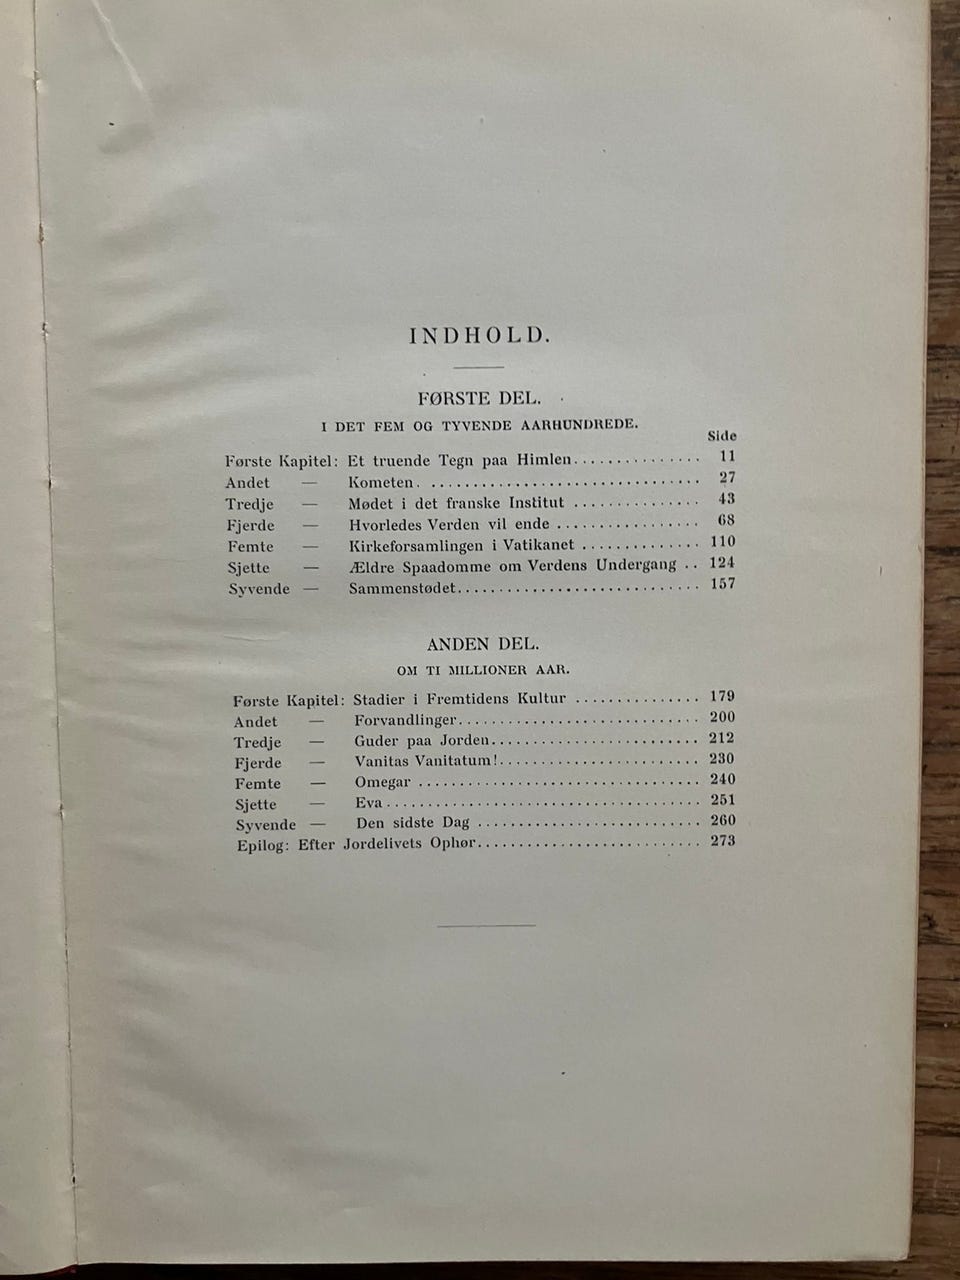 INDHOLD.
FØRSTE DEL.
I DET FEM OG TYVENDE AARHUNDREDE.
Side
Første Kapitel: Et truende Tegn paa Himlen............... 11
Andet — Kometen. ............................. 27
Tredje — Mødet i det franske Institut .............. 43
Fjerde — Hvorledes Verden vil ende ................ 68
Femte — Kirkeforsamlingen i Vatikanet ............. 110
Sjette — Ældre Spaadomme om Verdens Undergang .. 124
Syvende — Sammenstødet.......................... 157
ANDEN DEL.
OM TI MILLIONER AAR.
Første Kapitel: Stadier i Fremtidens Kultur .............. 179
Andet — Forvandlinger.......................... 200
Tredje — Guder paa Jorden....................... 212
Fjerde — Vanitas Vanitatum!...................... 230
Femte — Omegar ............................... 240
Sjette — Eva.................................. 251
Syvende — Den sidste Dag ........................ 260
Epilog: Efter Jordelivets Ophør......................... 273